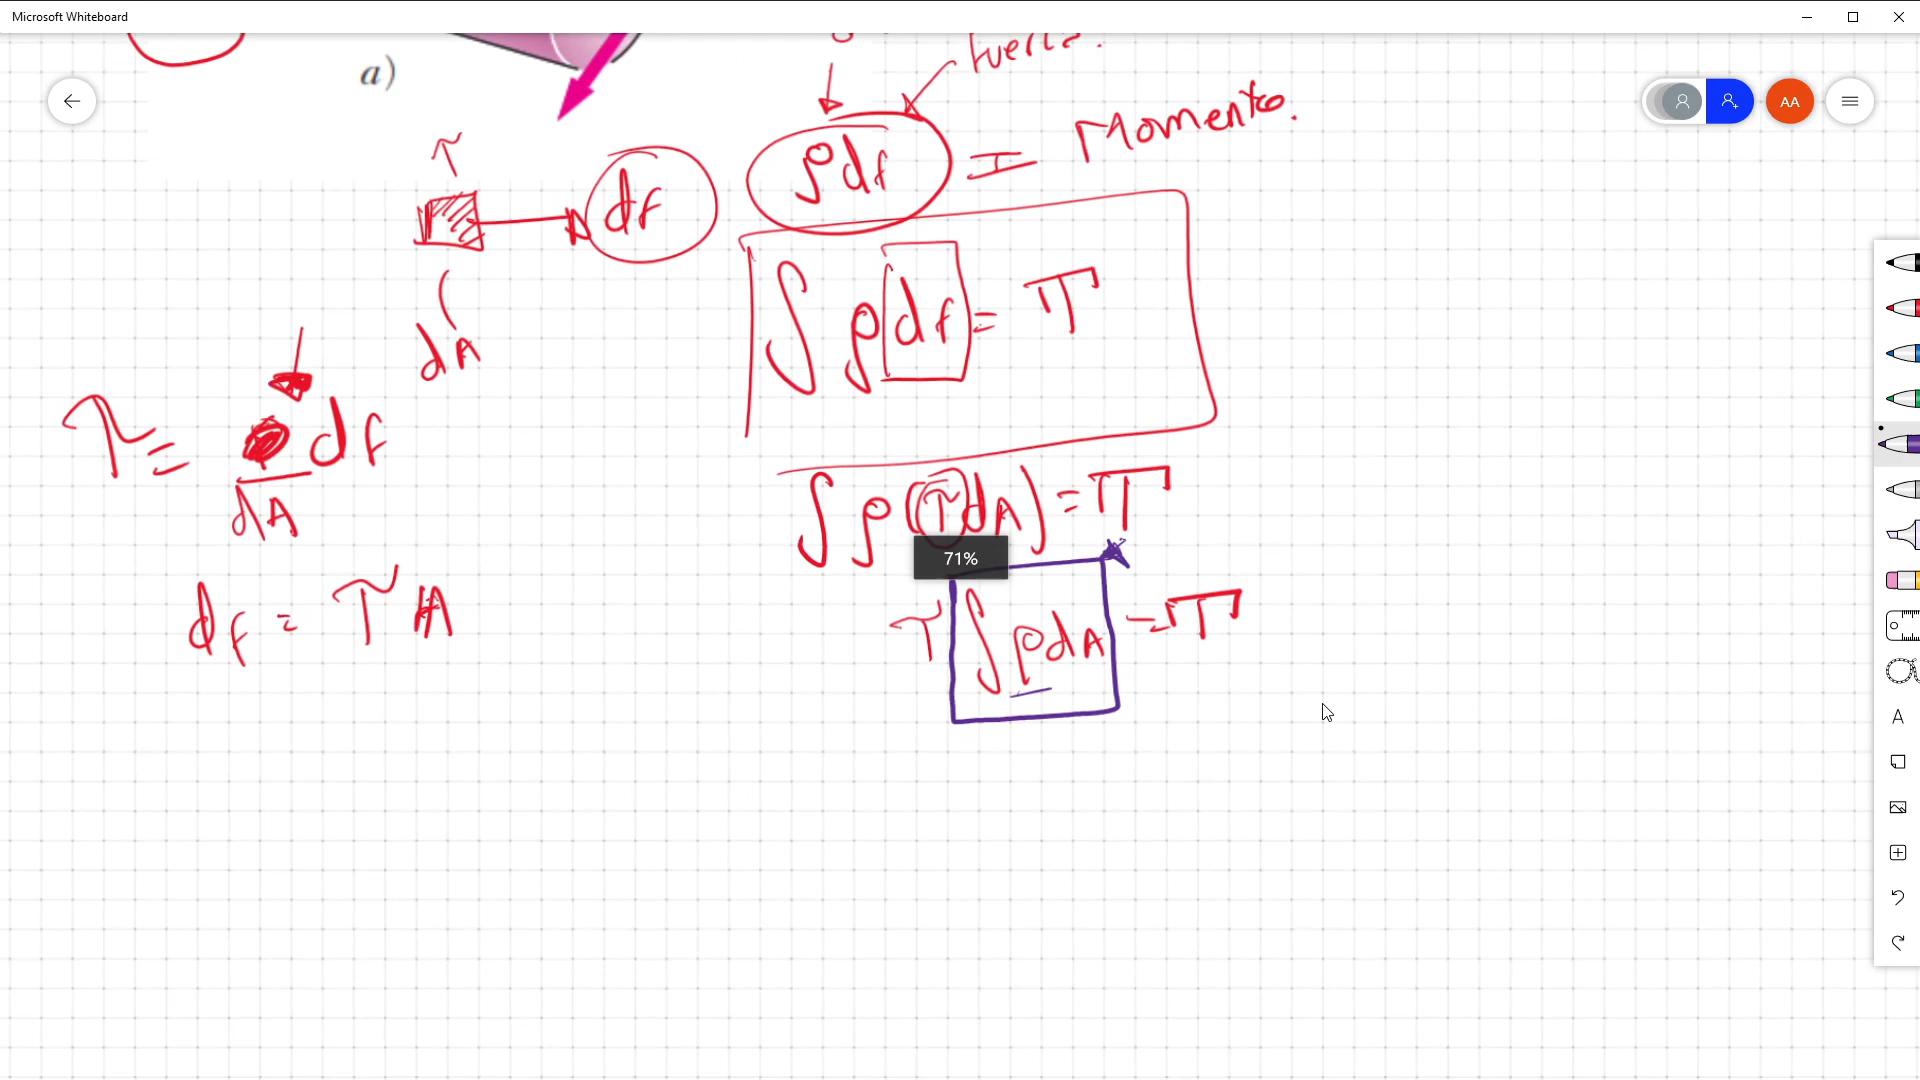 Microsoft Whiteboard
a)
fuerza.
AA
ρdf = Momento.
τ
df
dA
∫ρdf = T
τ = df/dA
∫ρ(τdA) = T
71%
df = τA
τ∫ρdA = T
A